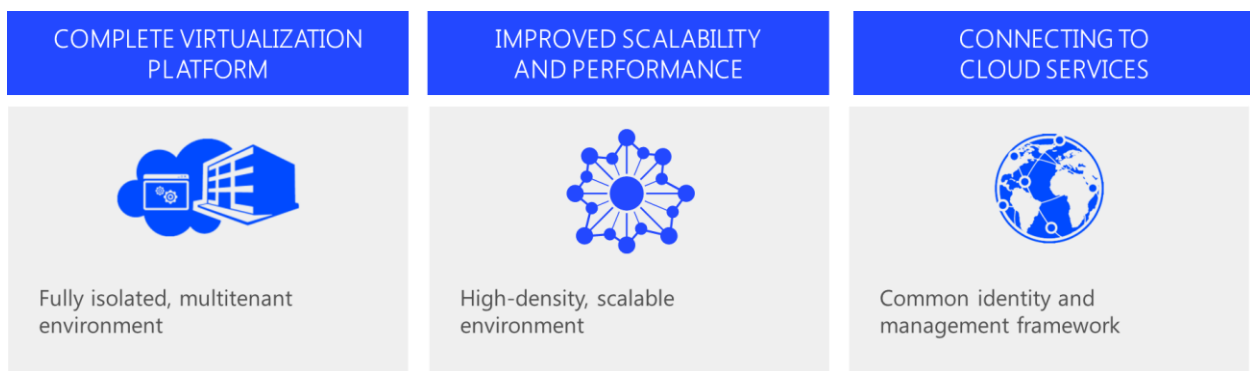 COMPLETE VIRTUALIZATION
PLATFORM
Fully isolated, multitenant
environment
IMPROVED SCALABILITY
AND PERFORMANCE
High-density, scalable
environment
CONNECTING TO
CLOUD SERVICES
Common identity and
management framework